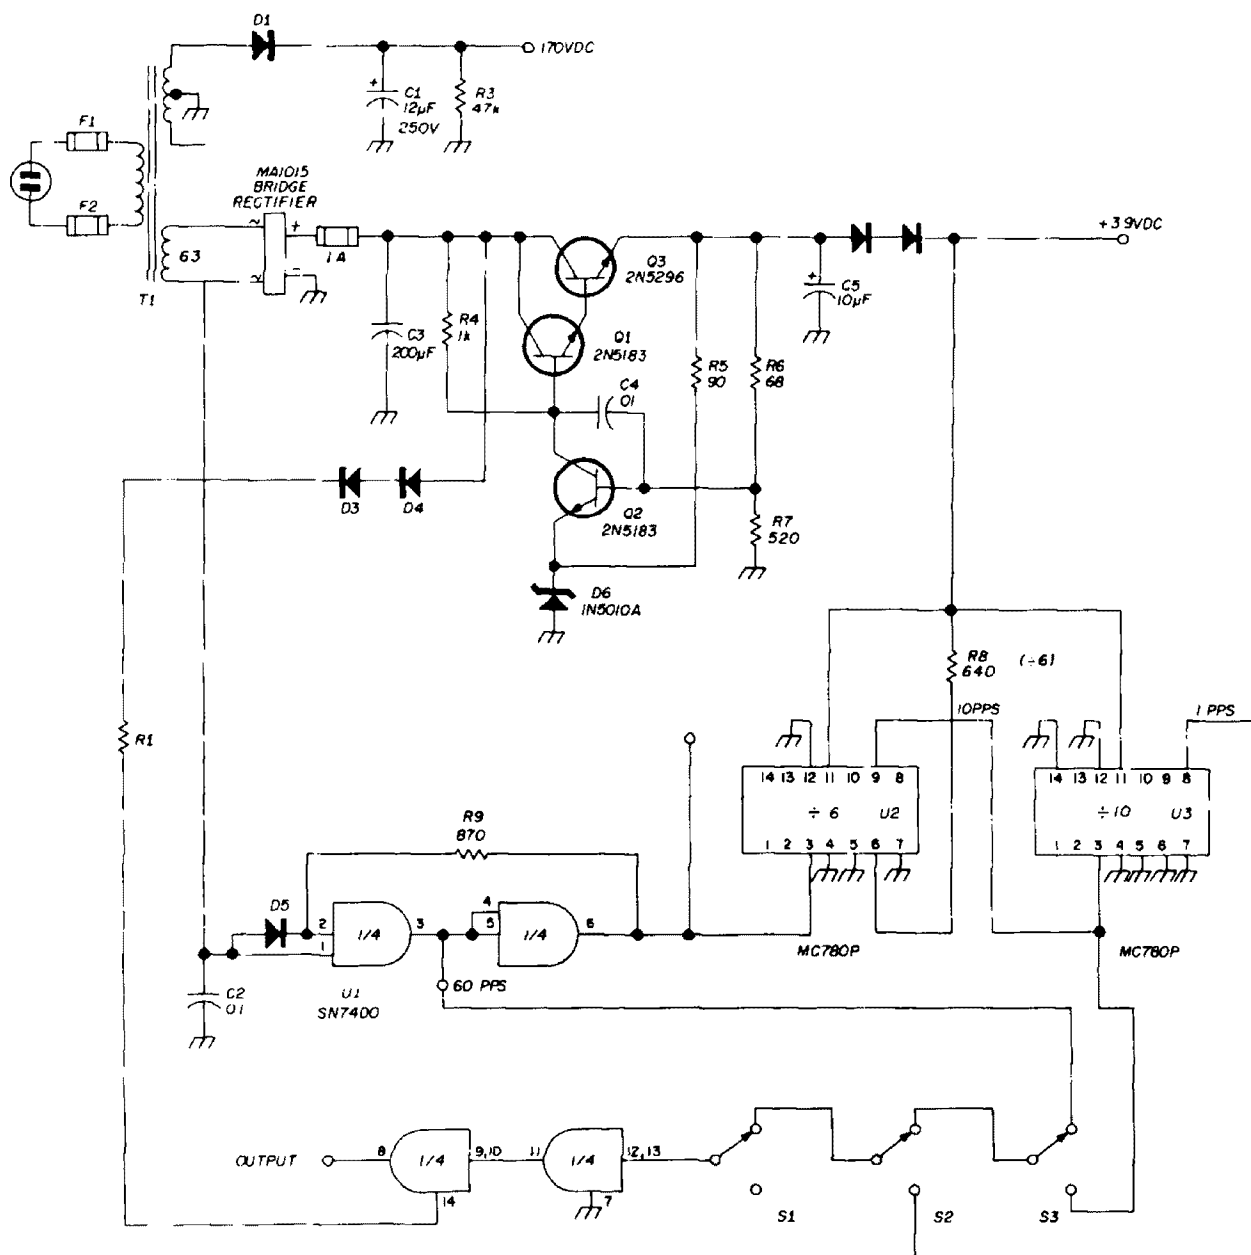 D1
170VDC
C1
12µF
250V
R3
47k
F1
F2
T1
63
MA1015
BRIDGE
RECTIFIER
~
+
~
-
1A
+
C3
200µF
R4
1k
Q3
2N5296
Q1
2N5183
C4
01
R5
90
R6
68
+
C5
10µF
+3.9VDC
D3
D4
Q2
2N5183
R7
520
D6
1N5010A
R1
R8
640
(÷6)
10PPS
1 PPS
14 13 12 11 10 9 8
÷6 U2
1 2 3 4 5 6 7
MC780P
14 13 12 11 10 9 8
÷10 U3
1 2 3 4 5 6 7
MC780P
R9
870
D5
2
1
1/4
3
4
5
1/4
6
C2
01
U1
SN7400
60 PPS
OUTPUT
8
1/4
9,10
14
11
1/4
12,13
7
S1
S2
S3